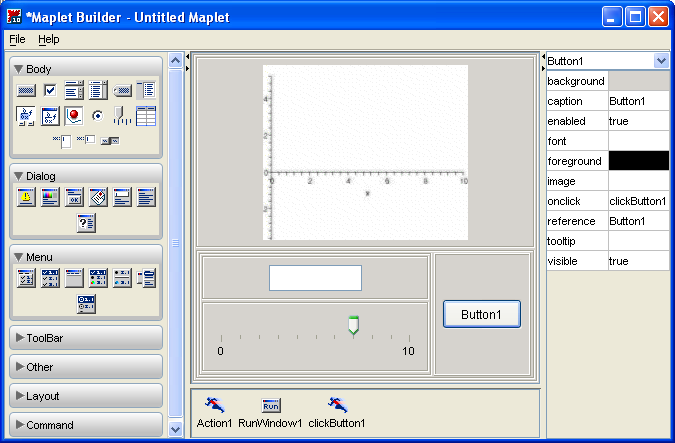 *Maplet Builder - Untitled Maplet
File Help
Body
Dialog
OK
Menu
ToolBar
Other
Layout
Command
4
2
0 2 4 6 8 10
x
2
0 10
Button1
Action1 RunWindow1 clickButton1
Run
Button1
background
caption Button1
enabled true
font
foreground
image
onclick clickButton1
reference Button1
tooltip
visible true